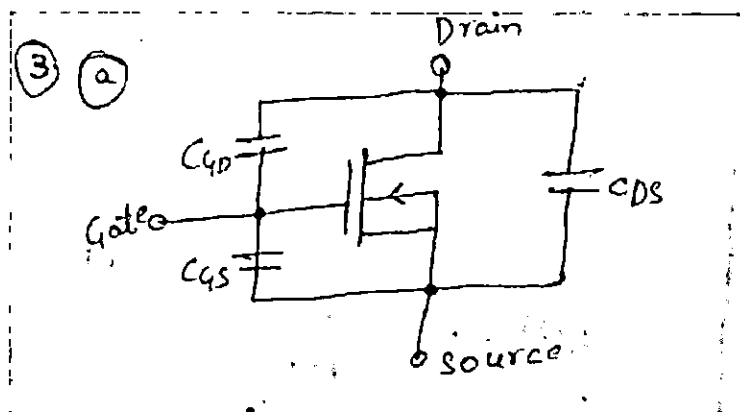 Drain
3 a
CGD
CDS
Gate
CGS
Source